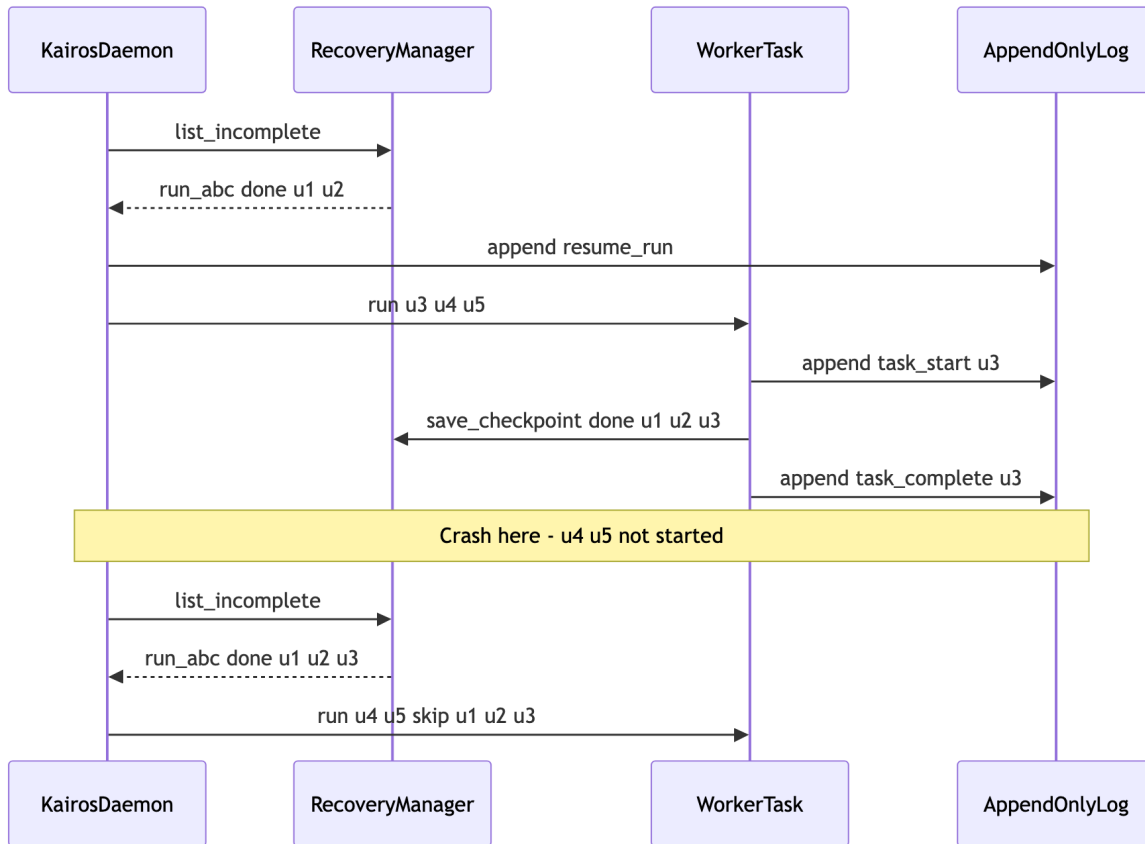 KairosDaemon
RecoveryManager
WorkerTask
AppendOnlyLog
list_incomplete
run_abc done u1 u2
append resume_run
run u3 u4 u5
append task_start u3
save_checkpoint done u1 u2 u3
append task_complete u3
Crash here - u4 u5 not started
list_incomplete
run_abc done u1 u2 u3
run u4 u5 skip u1 u2 u3
KairosDaemon
RecoveryManager
WorkerTask
AppendOnlyLog